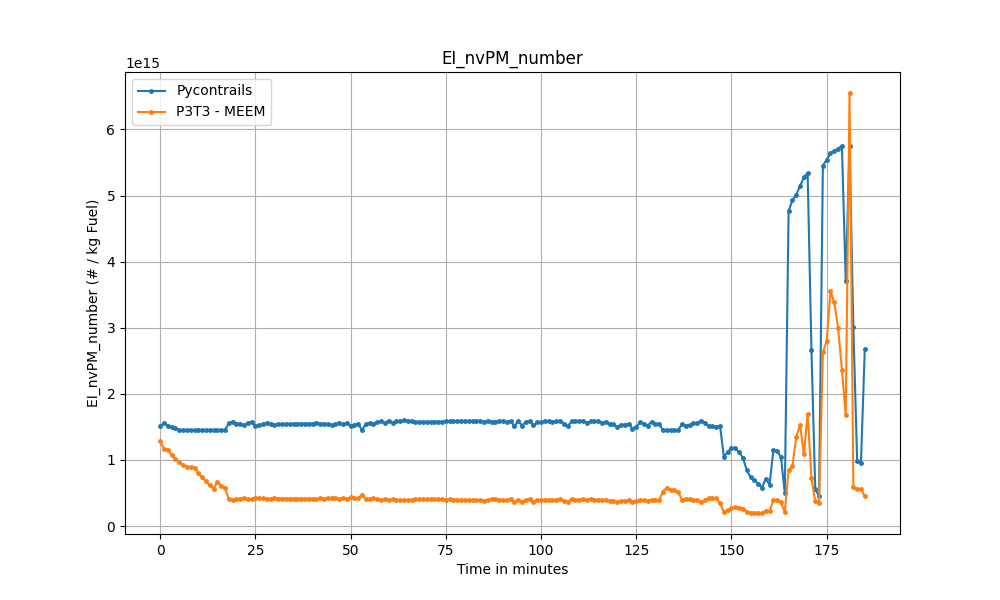 EI_nvPM_number
1e15
Pycontrails
P3T3 - MEEM
6
5
4
3
2
1
0
EI_nvPM_number (# / kg Fuel)
0 25 50 75 100 125 150 175
Time in minutes